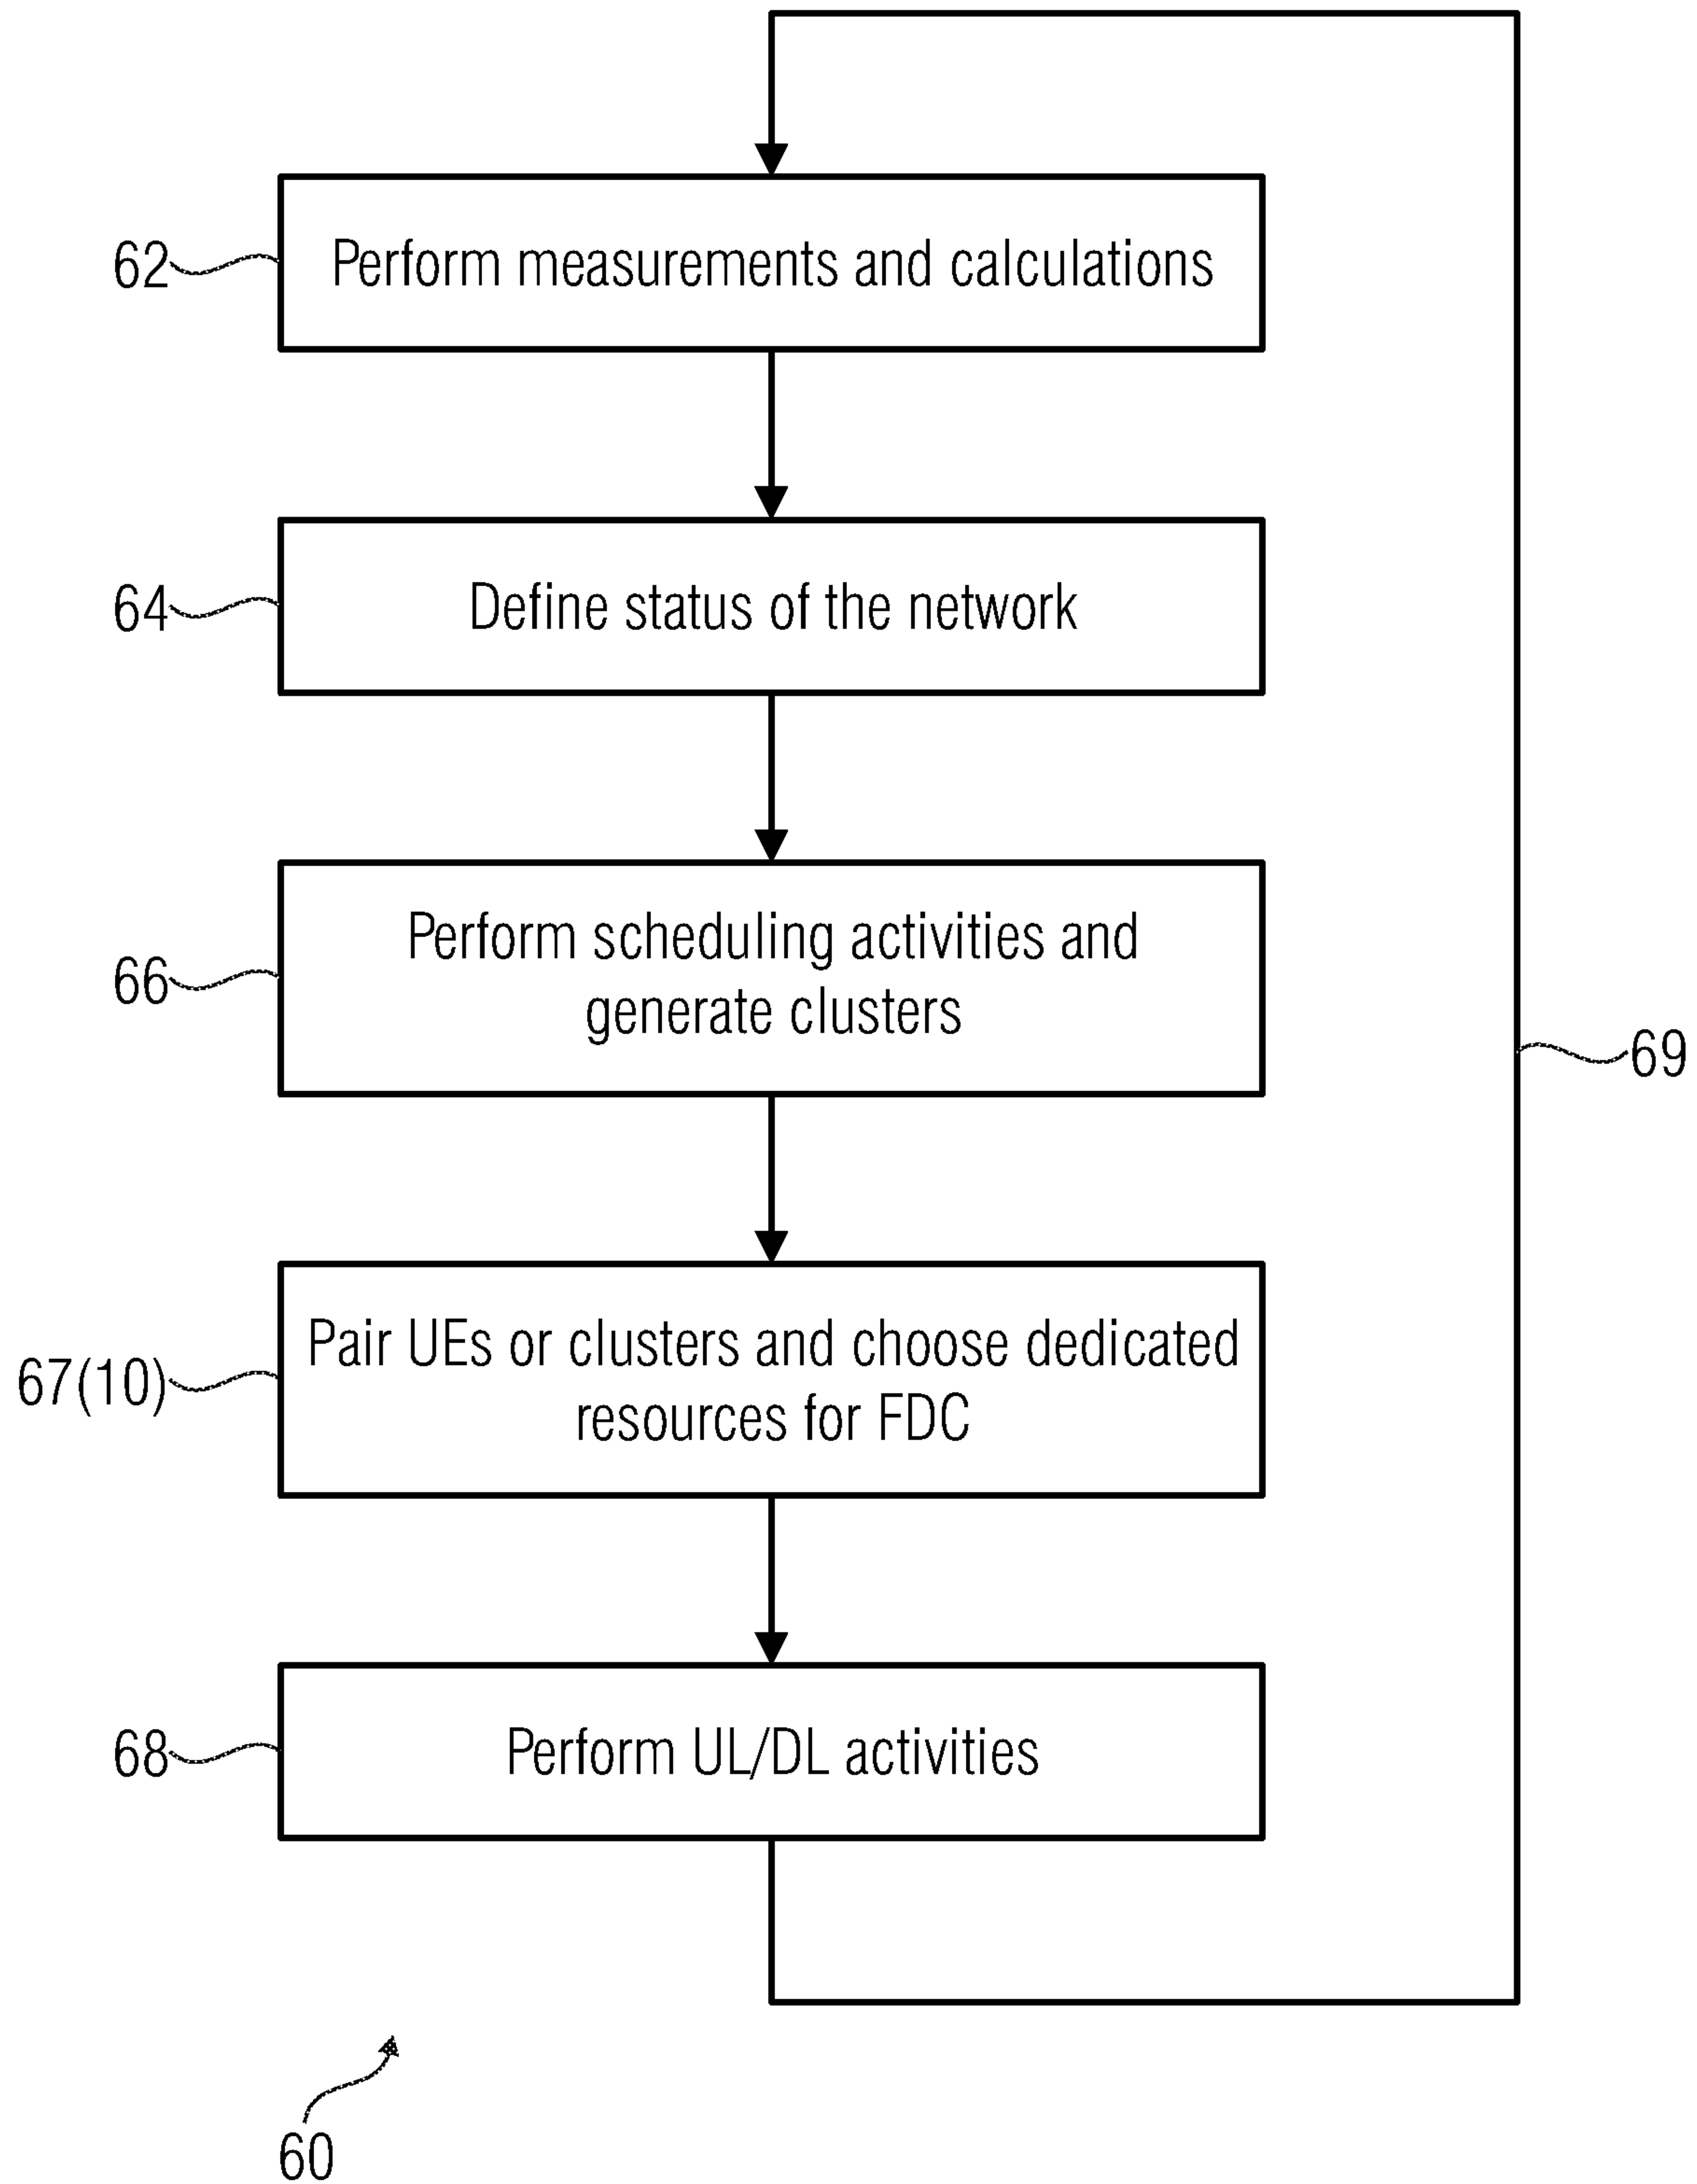 62
Perform measurements and calculations
64
Define status of the network
66
Perform scheduling activities and
generate clusters
69
67(10)
Pair UEs or clusters and choose dedicated
resources for FDC
68
Perform UL/DL activities
60